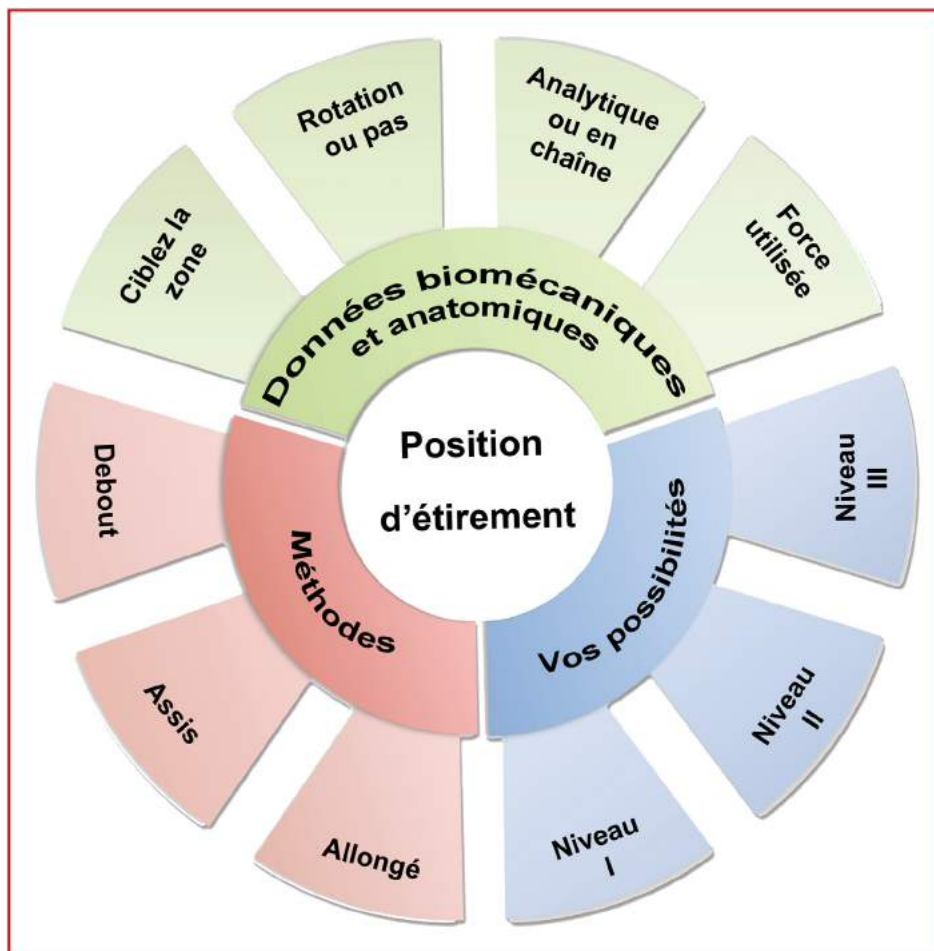 Position
d'étirement
Données biomécaniques
et anatomiques
Ciblez la
zone
Rotation
ou pas
Analytique
ou en
chaîne
Force
utilisée
Vos possibilités
Niveau
III
Niveau
II
Niveau
I
Méthodes
Allongé
Assis
Debout